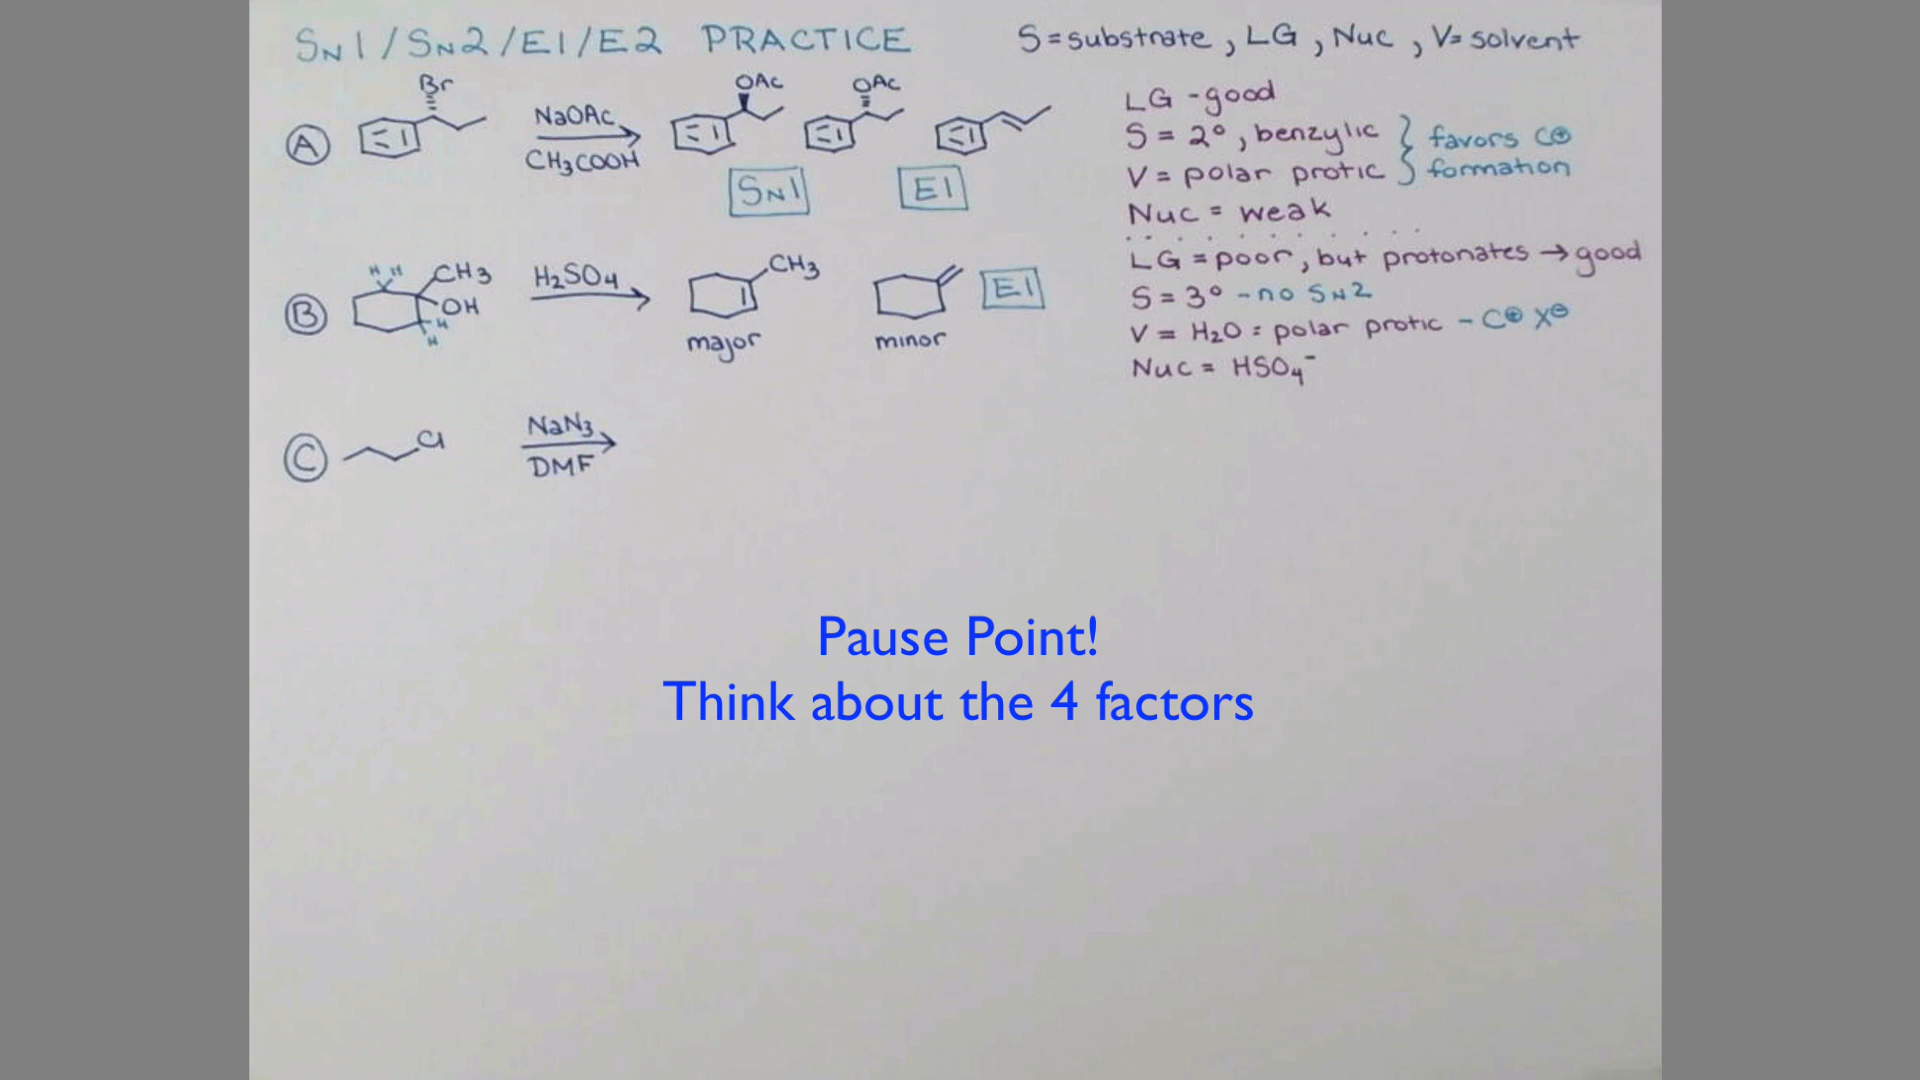 SN1/SN2/E1/E2 PRACTICE
S=substrate, LG, Nuc, V=solvent
A
Br
NaOAc
CH3COOH
OAc
OAc
SN1
E1
LG - good
S = 2°, benzylic } favors C⊕
V = polar protic } formation
Nuc = weak
B
H H
CH3
OH
H
H
H2SO4
CH3
major
minor
E1
LG = poor, but protonates → good
S = 3° - no SN2
V = H2O = polar protic - C⊕ X⊖
Nuc = HSO4⁻
C
Cl
NaN3
DMF
Pause Point!
Think about the 4 factors